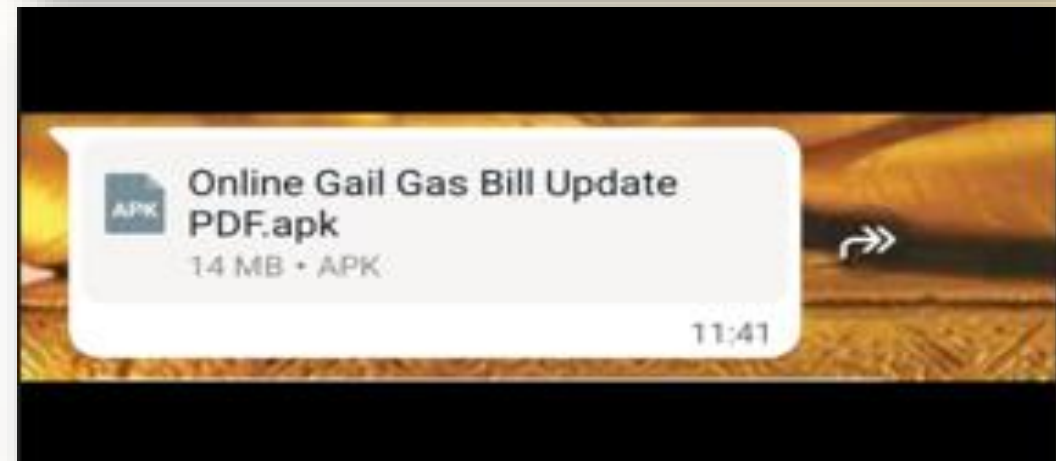 APK
Online Gail Gas Bill Update
PDF.apk
14 MB • APK
11:41